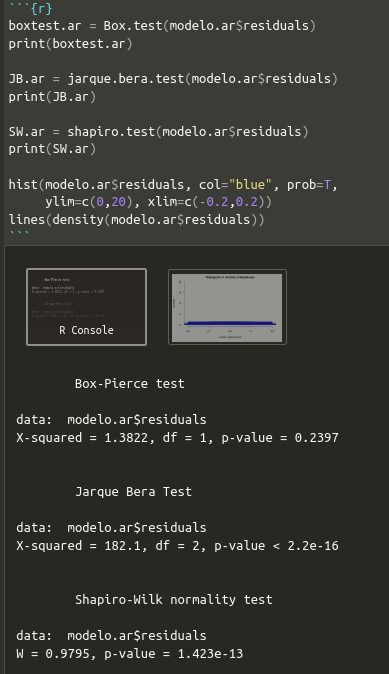 ```{r}
boxtest.ar = Box.test(modelo.ar$residuals)
print(boxtest.ar)
JB.ar = jarque.bera.test(modelo.ar$residuals)
print(JB.ar)
SW.ar = shapiro.test(modelo.ar$residuals)
print(SW.ar)
hist(modelo.ar$residuals, col="blue", prob=T,
ylim=c(0,20), xlim=c(-0.2,0.2))
lines(density(modelo.ar$residuals))
```
R Console
Box-Pierce test
data:  modelo.ar$residuals
X-squared = 1.3822, df = 1, p-value = 0.2397
Jarque Bera Test
data:  modelo.ar$residuals
X-squared = 182.1, df = 2, p-value < 2.2e-16
Shapiro-Wilk normality test
data:  modelo.ar$residuals
W = 0.9795, p-value = 1.423e-13